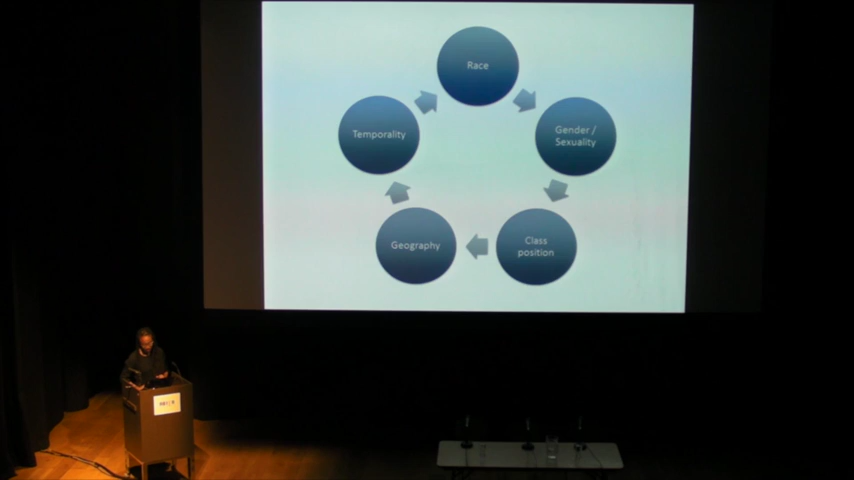 Race
Gender /
Sexuality
Class
position
Geography
Temporality